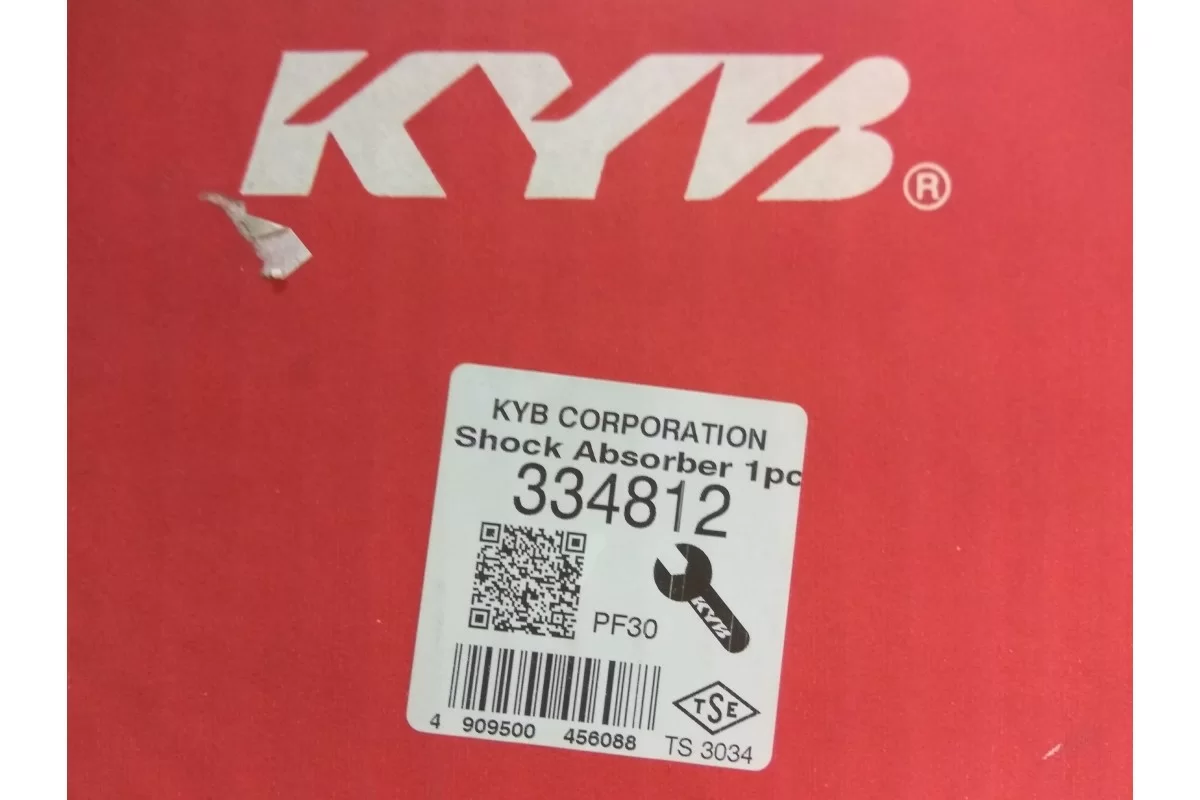 KYB®
KYB CORPORATION
Shock Absorber 1pc
334812
KYB
PF30
4 909500 456088
TSE
TS 3034